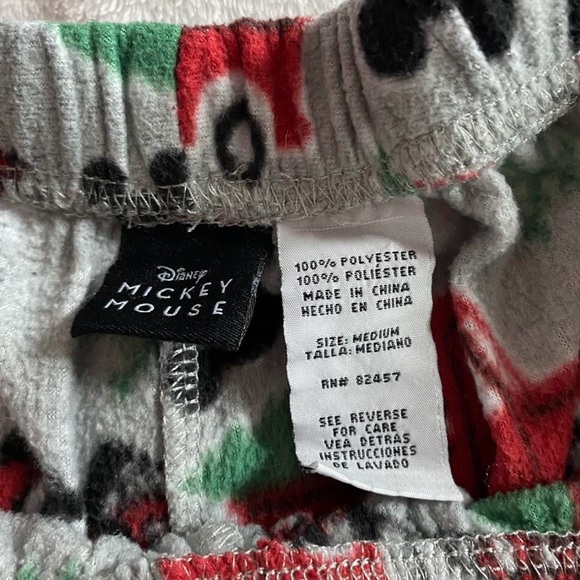 Disney
MICKEY
MOUSE
100% POLYESTER
100% POLIÉSTER
MADE IN CHINA
HECHO EN CHINA
SIZE: MEDIUM
TALLA: MEDIANO
RN# 82457
SEE REVERSE
FOR CARE
VEA DETRAS
INSTRUCCIONES
DE LAVADO